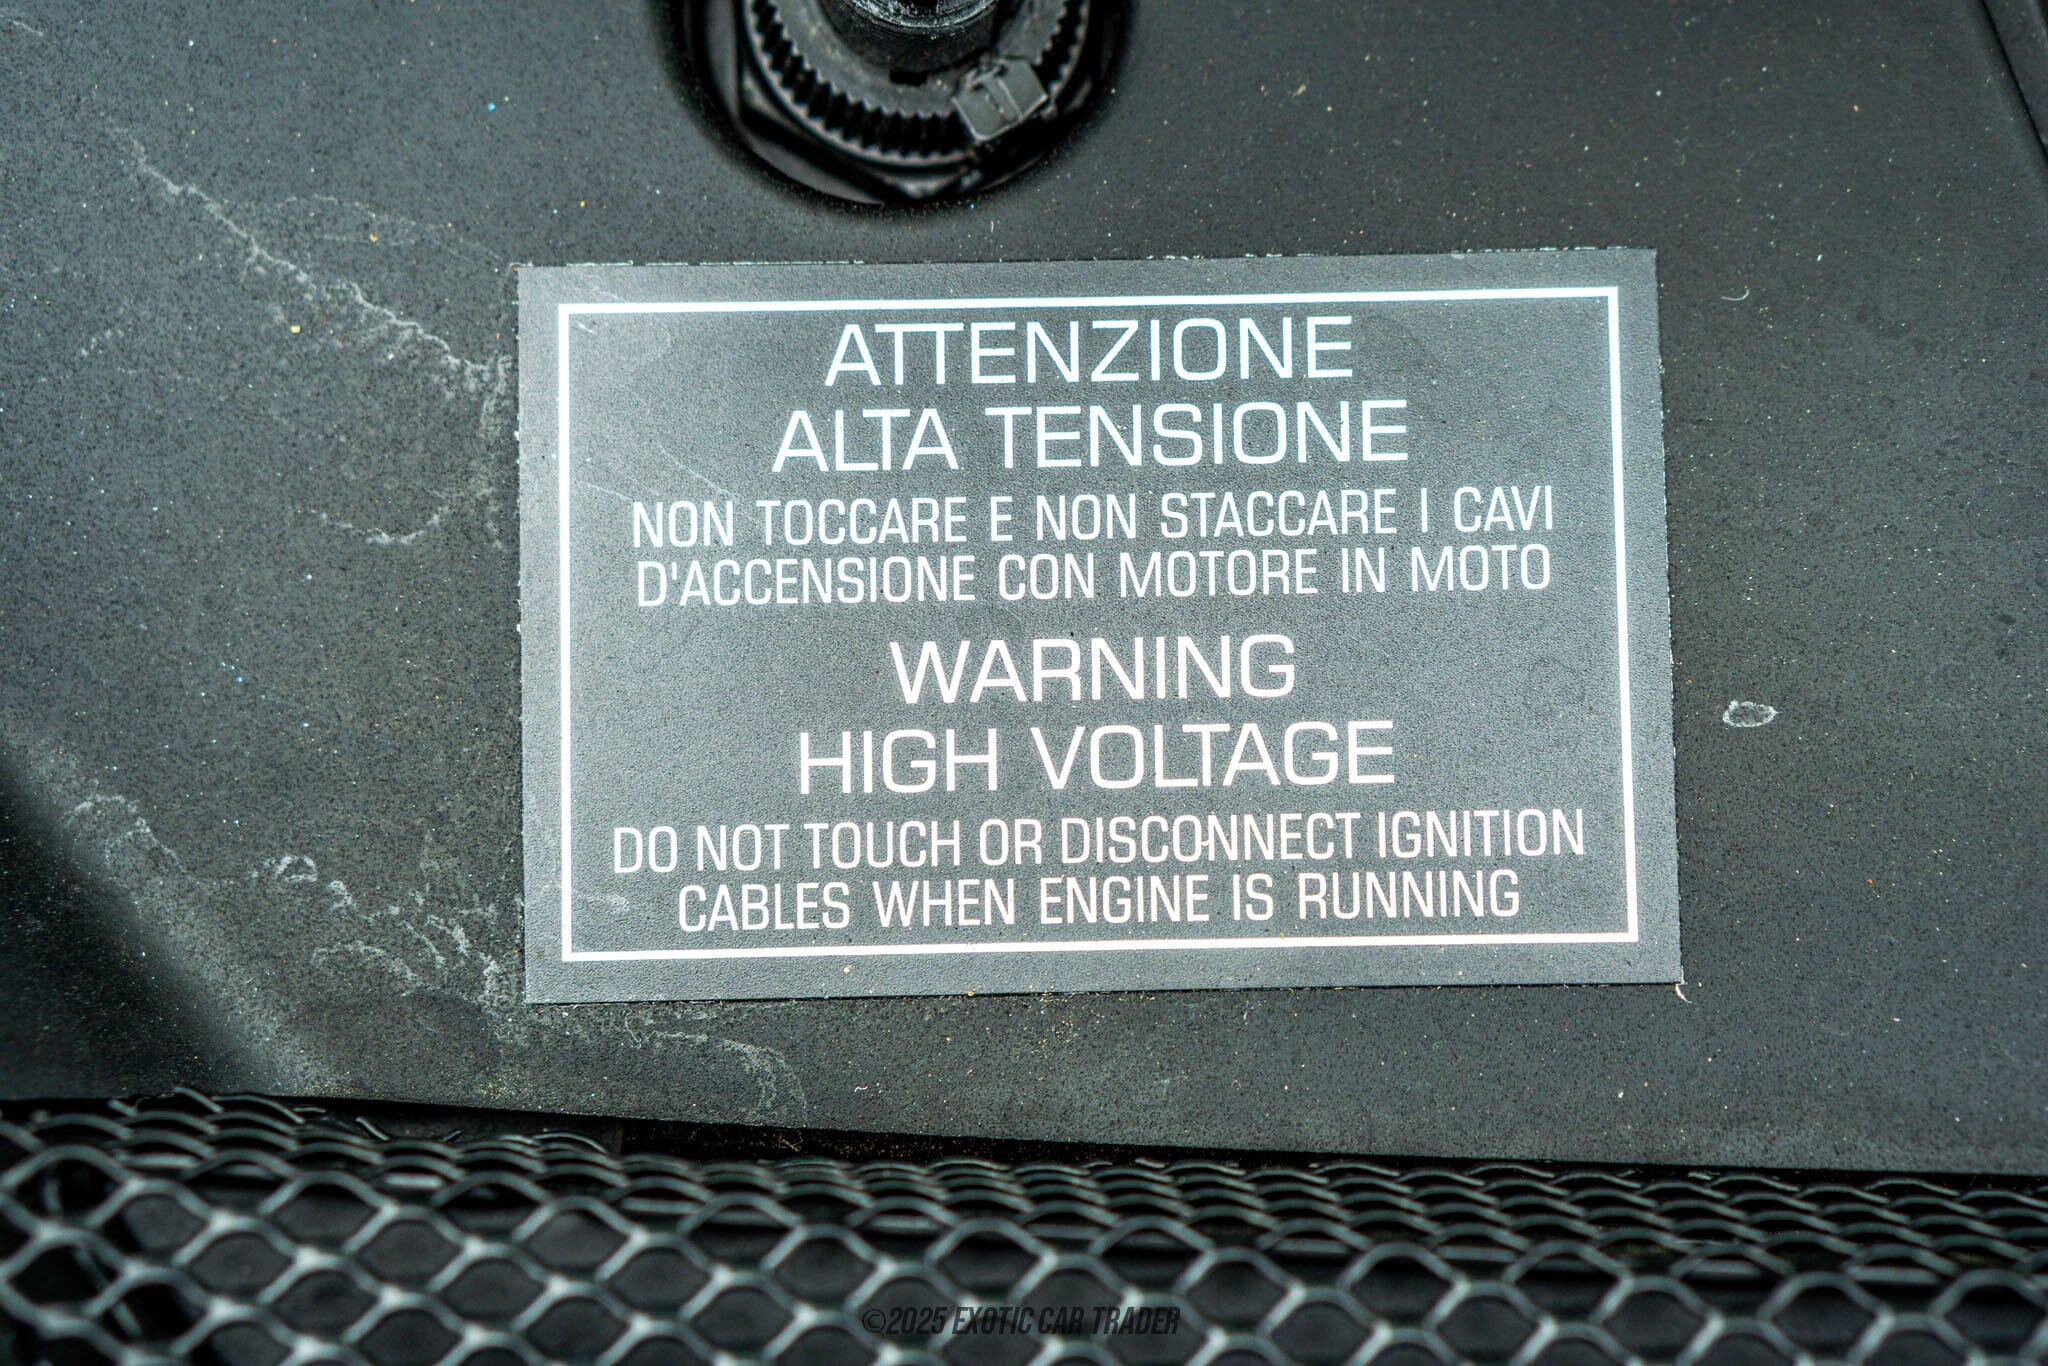 ATTENZIONE
ALTA TENSIONE
NON TOCCARE E NON STACCARE I CAVI
D'ACCENSIONE CON MOTORE IN MOTO
WARNING
HIGH VOLTAGE
DO NOT TOUCH OR DISCONNECT IGNITION
CABLES WHEN ENGINE IS RUNNING
©2025 EXOTIC CAR TRADER